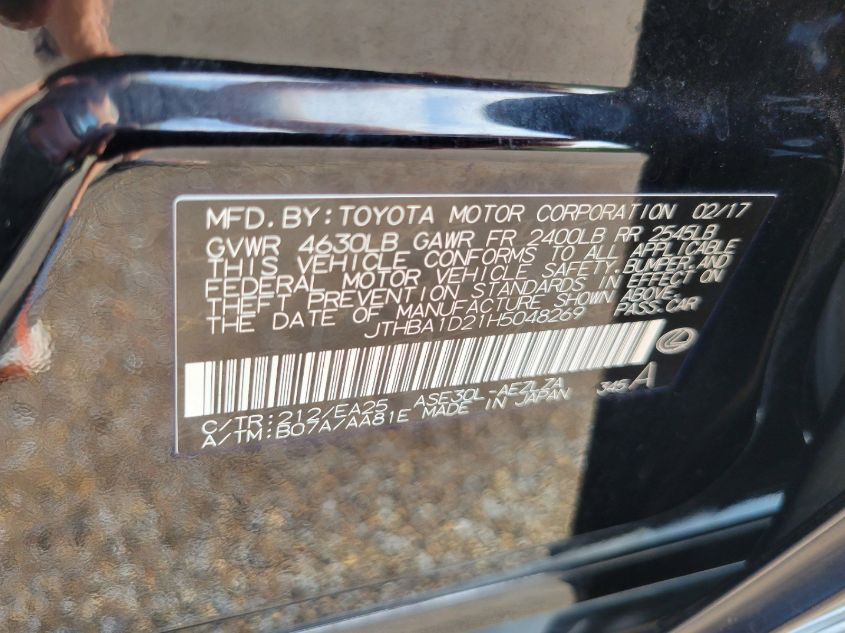 MFD. BY: TOYOTA MOTOR CORPORATION 02/17
GVWR 4630LB GAWR FR 2400LB RR 2545LB
THIS VEHICLE CONFORMS TO ALL APPLICABLE
FEDERAL MOTOR VEHICLE SAFETY, BUMPER, AND
THEFT PREVENTION STANDARDS IN EFFECT ON
THE DATE OF MANUFACTURE SHOWN ABOVE.
JTHBA1D21H5048269 PASS. CAR
C/TR: 212/EA25 ASE30L-AEZLZA 345 A
A/TM: B07A/AA81E MADE IN JAPAN